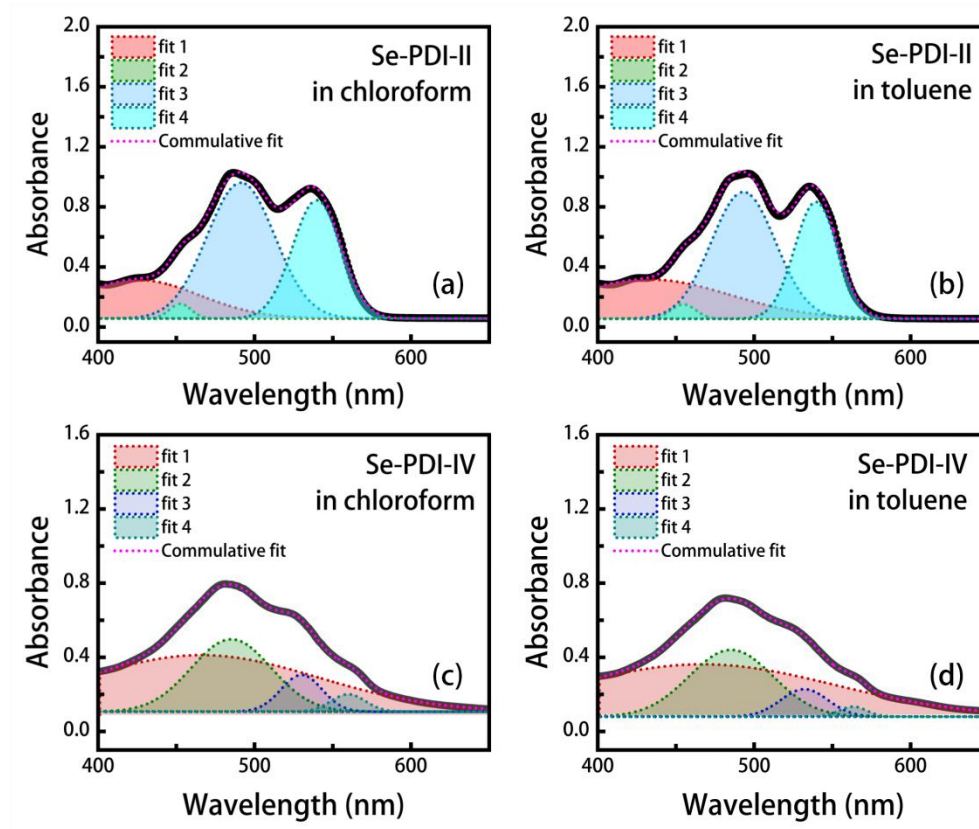 2.0
1.6
1.2
0.8
0.4
0.0
Absorbance
fit 1
fit 2
fit 3
fit 4
Commulative fit
Se-PDI-II
in chloroform
(a)
400
500
600
Wavelength (nm)
2.0
1.6
1.2
0.8
0.4
0.0
Absorbance
fit 1
fit 2
fit 3
fit 4
Commulative fit
Se-PDI-II
in toluene
(b)
400
500
600
Wavelength (nm)
1.6
1.2
0.8
0.4
0.0
Absorbance
fit 1
fit 2
fit 3
fit 4
Commulative fit
Se-PDI-IV
in chloroform
(c)
400
500
600
Wavelength (nm)
1.6
1.2
0.8
0.4
0.0
Absorbance
fit 1
fit 2
fit 3
fit 4
Commulative fit
Se-PDI-IV
in toluene
(d)
400
500
600
Wavelength (nm)